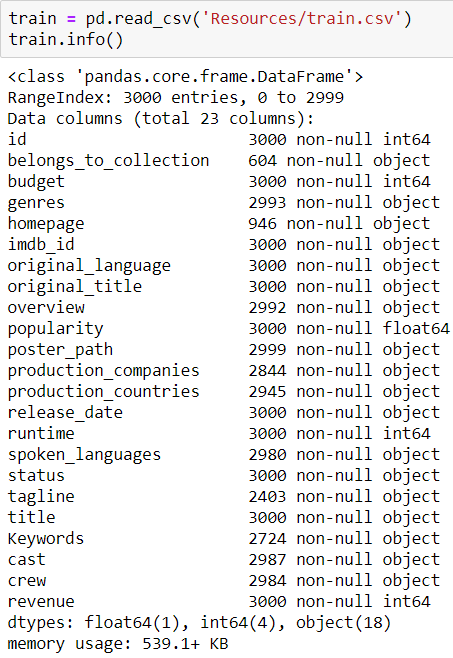 train = pd.read_csv('Resources/train.csv')
train.info()
<class 'pandas.core.frame.DataFrame'>
RangeIndex: 3000 entries, 0 to 2999
Data columns (total 23 columns):
id                       3000 non-null int64
belongs_to_collection    604 non-null object
budget                   3000 non-null int64
genres                   2993 non-null object
homepage                 946 non-null object
imdb_id                  3000 non-null object
original_language        3000 non-null object
original_title           3000 non-null object
overview                 2992 non-null object
popularity               3000 non-null float64
poster_path              2999 non-null object
production_companies     2844 non-null object
production_countries     2945 non-null object
release_date             3000 non-null object
runtime                  3000 non-null int64
spoken_languages         2980 non-null object
status                   3000 non-null object
tagline                  2403 non-null object
title                    3000 non-null object
Keywords                 2724 non-null object
cast                     2987 non-null object
crew                     2984 non-null object
revenue                  3000 non-null int64
dtypes: float64(1), int64(4), object(18)
memory usage: 539.1+ KB